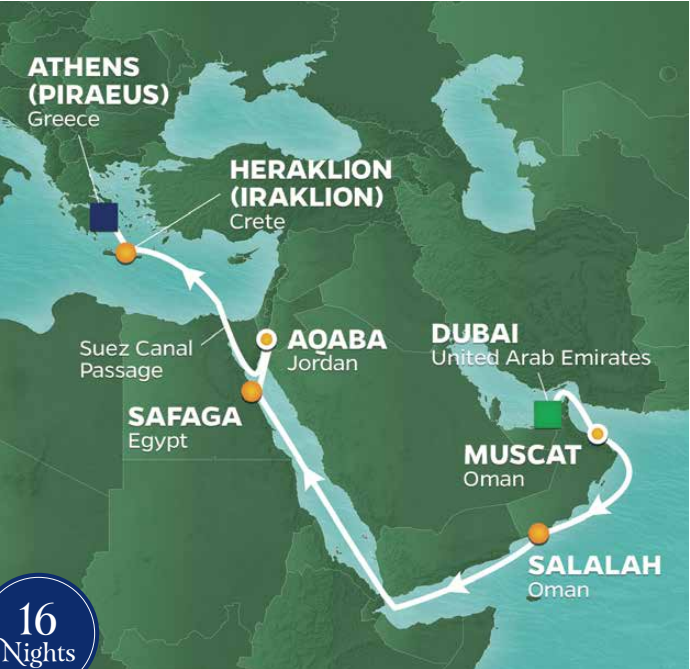 ATHENS
(PIRAEUS)
Greece
HERAKLION
(IRAKLION)
Crete
Suez Canal
Passage
AQABA
Jordan
DUBAI
United Arab Emirates
SAFAGA
Egypt
MUSCAT
Oman
SALALAH
Oman
16
Nights